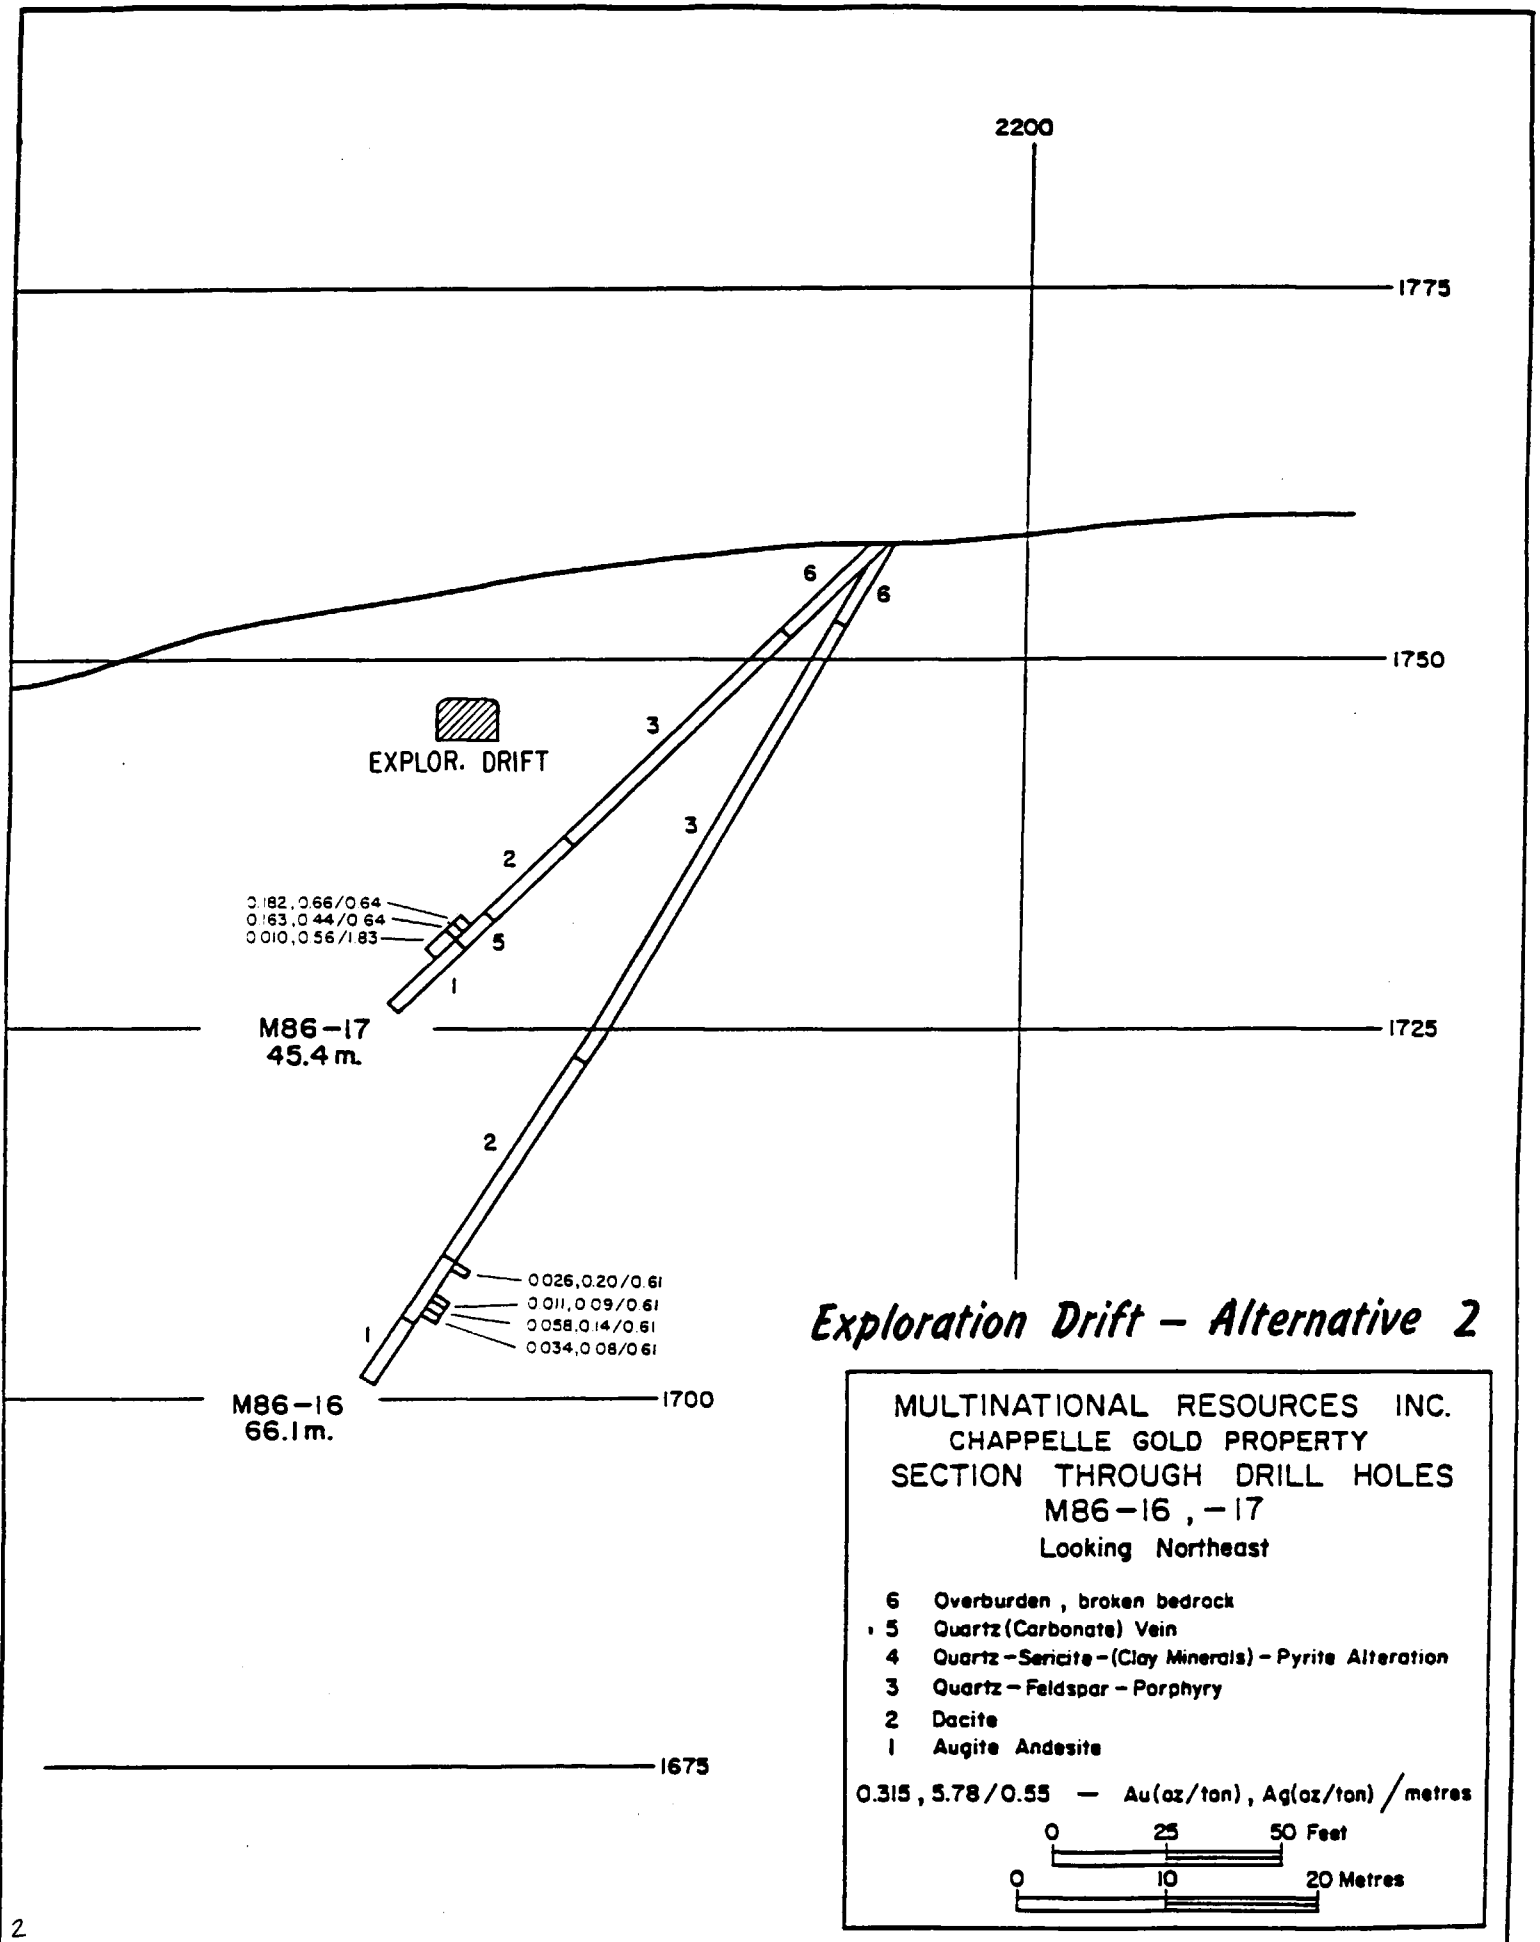 2200
1775
6
6
1750
3
EXPLOR. DRIFT
3
2
0.182, 0.66/0.64
0.163, 0.44/0.64
0.010, 0.56/1.83
5
1
M86-17
45.4 m.
1725
2
0.026, 0.20/0.61
0.011, 0.09/0.61
0.058, 0.14/0.61
0.034, 0.08/0.61
1
M86-16
66.1 m.
1700
Exploration Drift - Alternative 2
MULTINATIONAL RESOURCES INC.
CHAPPELLE GOLD PROPERTY
SECTION THROUGH DRILL HOLES
M86-16 , -17
Looking Northeast
6 Overburden , broken bedrock
5 Quartz (Carbonate) Vein
4 Quartz-Sericite-(Clay Minerals)-Pyrite Alteration
3 Quartz-Feldspar-Porphyry
2 Dacite
1 Augite Andesite
0.315 , 5.78/0.55 — Au(oz/ton) , Ag(oz/ton) / metres
0 25 50 Feet
0 10 20 Metres
1675
2